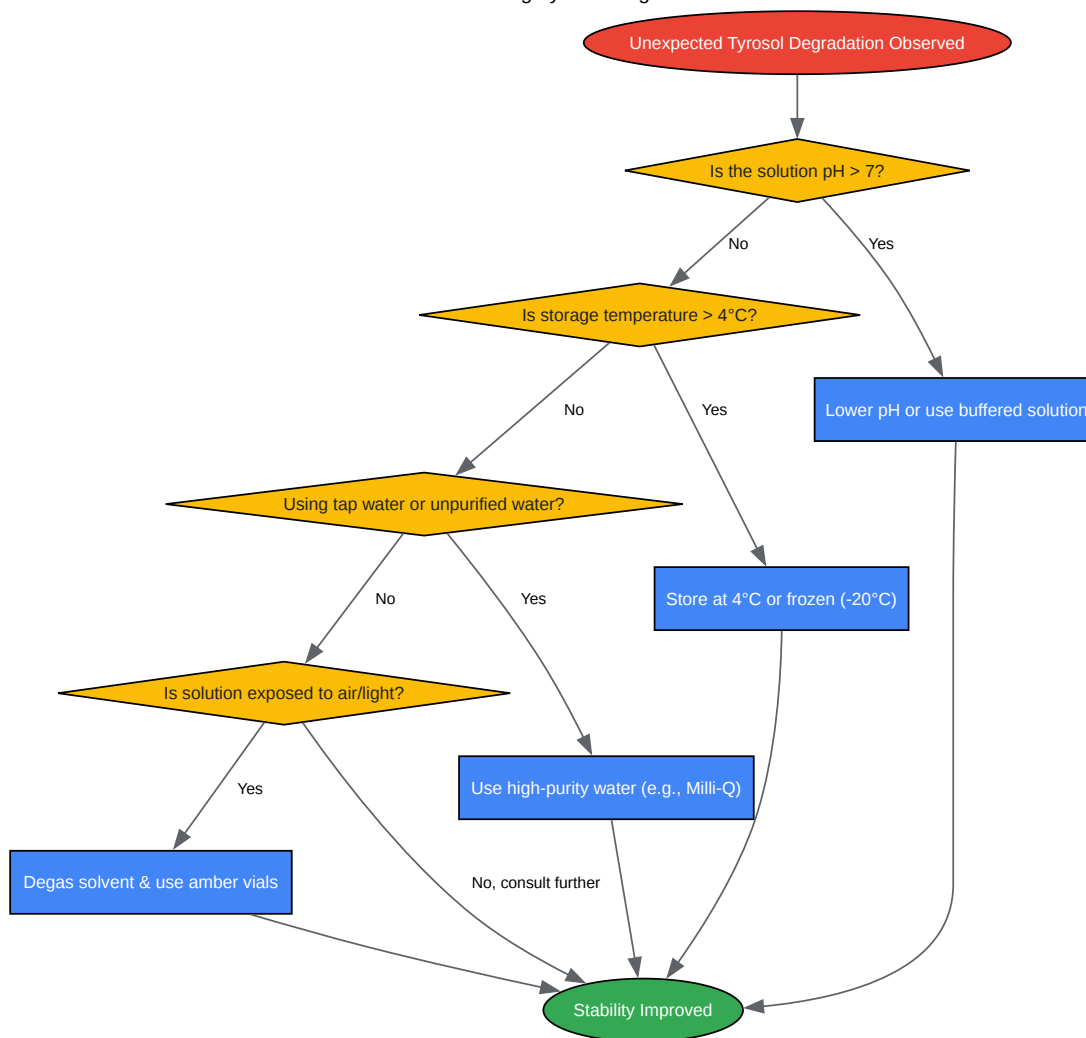 Unexpected Tyrosol Degradation Observed
Is the solution pH > 7?
No
Yes
Is storage temperature > 4°C?
No
Yes
Lower pH or use buffered solution
Using tap water or unpurified water?
No
Yes
Store at 4°C or frozen (-20°C)
Is solution exposed to air/light?
Yes
Use high-purity water (e.g., Milli-Q)
Degas solvent & use amber vials
No, consult further
Stability Improved